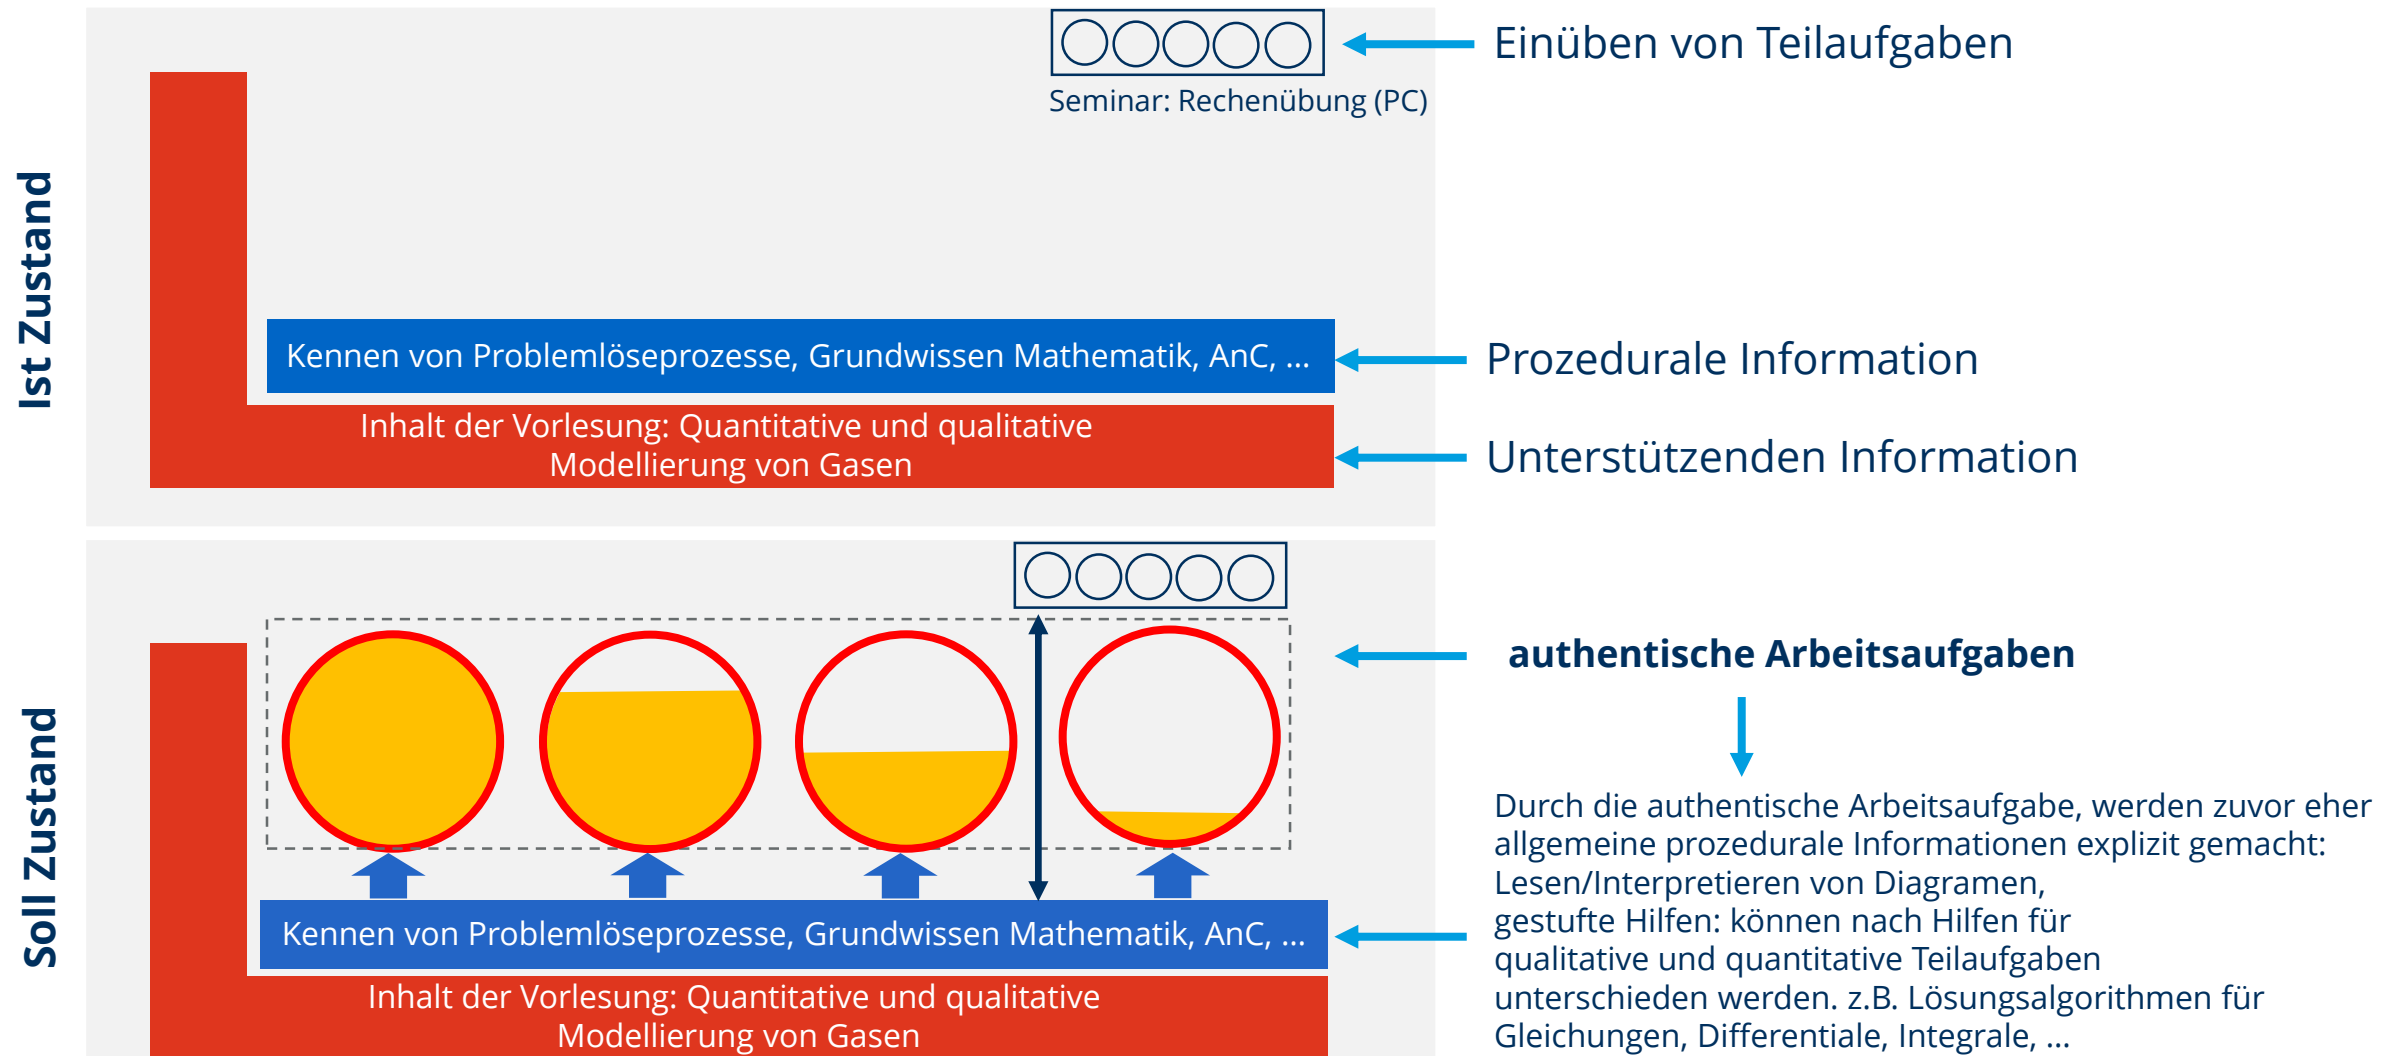 Einüben von Teilaufgaben
Seminar: Rechenübung (PC)
Ist Zustand
Kennen von Problemlöseprozesse, Grundwissen Mathematik, AnC, ...
Prozedurale Information
Inhalt der Vorlesung: Quantitative und qualitative
Modellierung von Gasen
Unterstützenden Information
Soll Zustand
authentische Arbeitsaufgaben
Durch die authentische Arbeitsaufgabe, werden zuvor eher
allgemeine prozedurale Informationen explizit gemacht:
Lesen/Interpretieren von Diagramen,
gestufte Hilfen: können nach Hilfen für
qualitative und quantitative Teilaufgaben
unterschieden werden. z.B. Lösungsalgorithmen für
Gleichungen, Differentiale, Integrale, ...
Kennen von Problemlöseprozesse, Grundwissen Mathematik, AnC, ...
Inhalt der Vorlesung: Quantitative und qualitative
Modellierung von Gasen